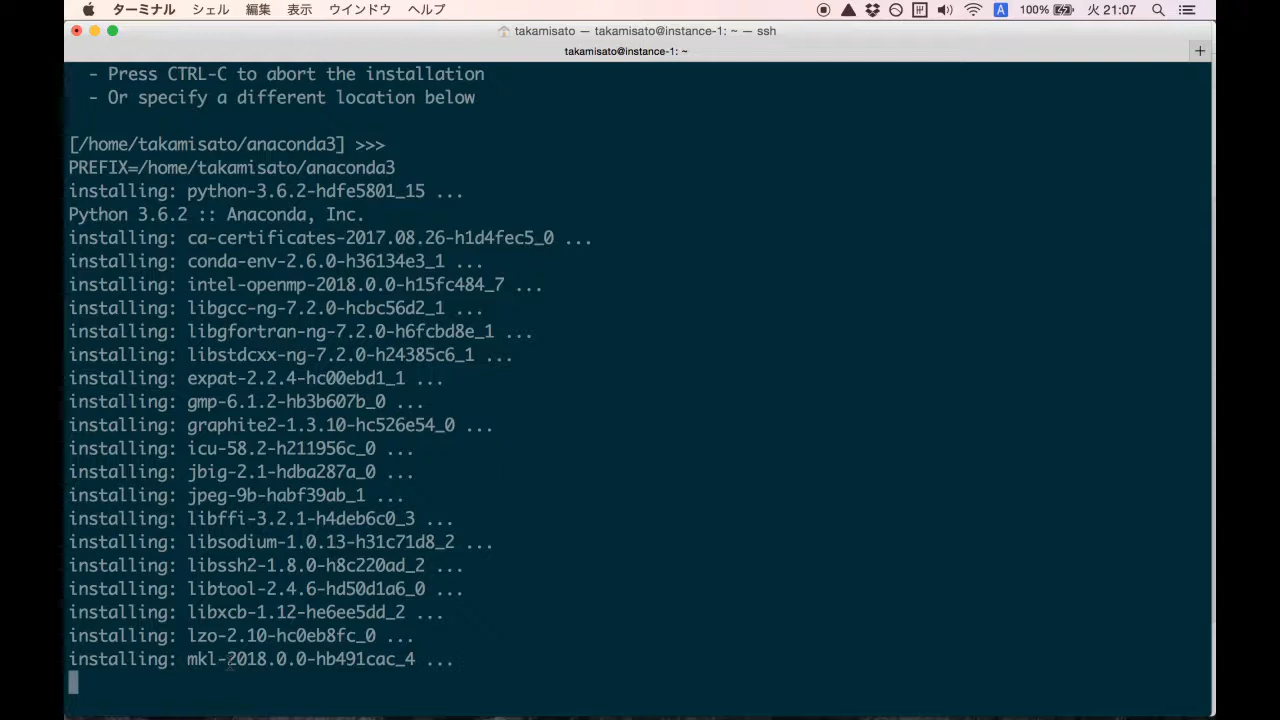 ターミナル シェル 編集 表示 ウインドウ ヘルプ A 100% 火 21:07
takamisato — takamisato@instance-1: ~ — ssh
takamisato@instance-1: ~ +
- Press CTRL-C to abort the installation
- Or specify a different location below
[/home/takamisato/anaconda3] >>>
PREFIX=/home/takamisato/anaconda3
installing: python-3.6.2-hdfe5801_15 ...
Python 3.6.2 :: Anaconda, Inc.
installing: ca-certificates-2017.08.26-h1d4fec5_0 ...
installing: conda-env-2.6.0-h36134e3_1 ...
installing: intel-openmp-2018.0.0-h15fc484_7 ...
installing: libgcc-ng-7.2.0-hcbc56d2_1 ...
installing: libgfortran-ng-7.2.0-h6fcbd8e_1 ...
installing: libstdcxx-ng-7.2.0-h24385c6_1 ...
installing: expat-2.2.4-hc00ebd1_1 ...
installing: gmp-6.1.2-hb3b607b_0 ...
installing: graphite2-1.3.10-hc526e54_0 ...
installing: icu-58.2-h211956c_0 ...
installing: jbig-2.1-hdba287a_0 ...
installing: jpeg-9b-habf39ab_1 ...
installing: libffi-3.2.1-h4deb6c0_3 ...
installing: libsodium-1.0.13-h31c71d8_2 ...
installing: libssh2-1.8.0-h8c220ad_2 ...
installing: libtool-2.4.6-hd50d1a6_0 ...
installing: libxcb-1.12-he6ee5dd_2 ...
installing: lzo-2.10-hc0eb8fc_0 ...
installing: mkl-2018.0.0-hb491cac_4 ...